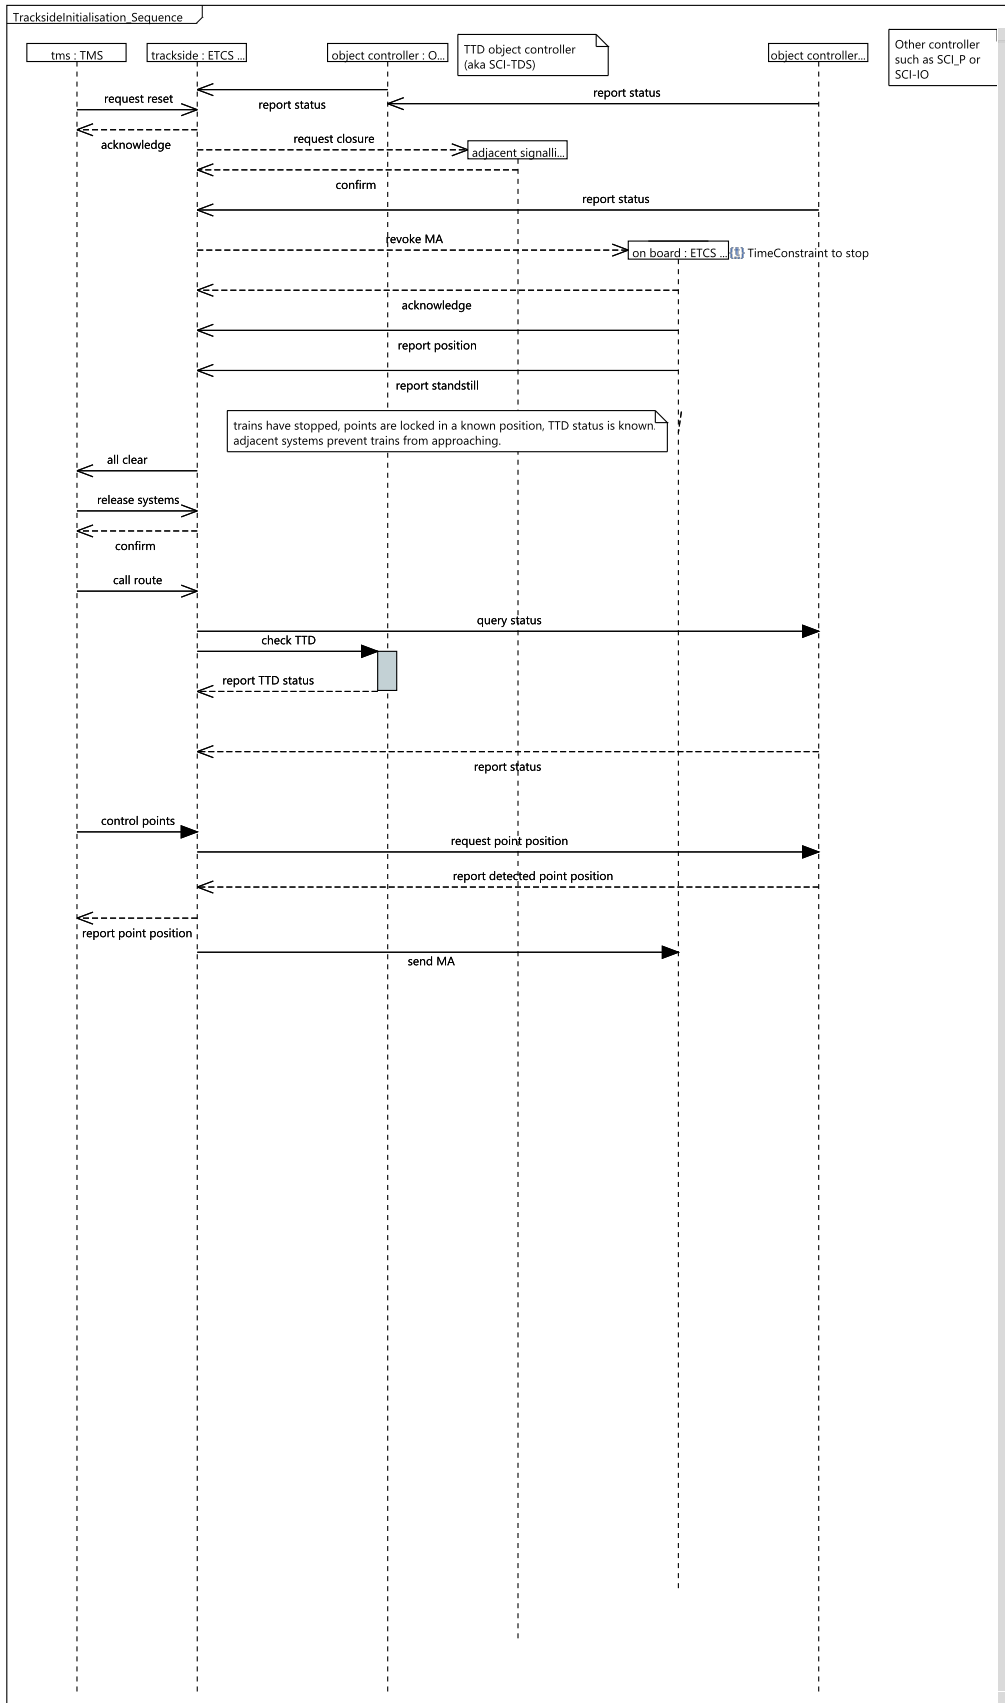 TracksideInitialisation_Sequence
tms : TMS
trackside : ETCS ...
object controller : O...
TTD object controller
(aka SCI-TDS)
object controller...
Other controller
such as SCI_P or
SCI-IO
report status
report status
request reset
acknowledge
request closure
adjacent signalli...
confirm
report status
revoke MA
on board : ETCS ...
{t} TimeConstraint to stop
acknowledge
report position
report standstill
trains have stopped, points are locked in a known position, TTD status is known.
adjacent systems prevent trains from approaching.
all clear
release systems
confirm
call route
query status
check TTD
report TTD status
report status
control points
request point position
report detected point position
report point position
send MA